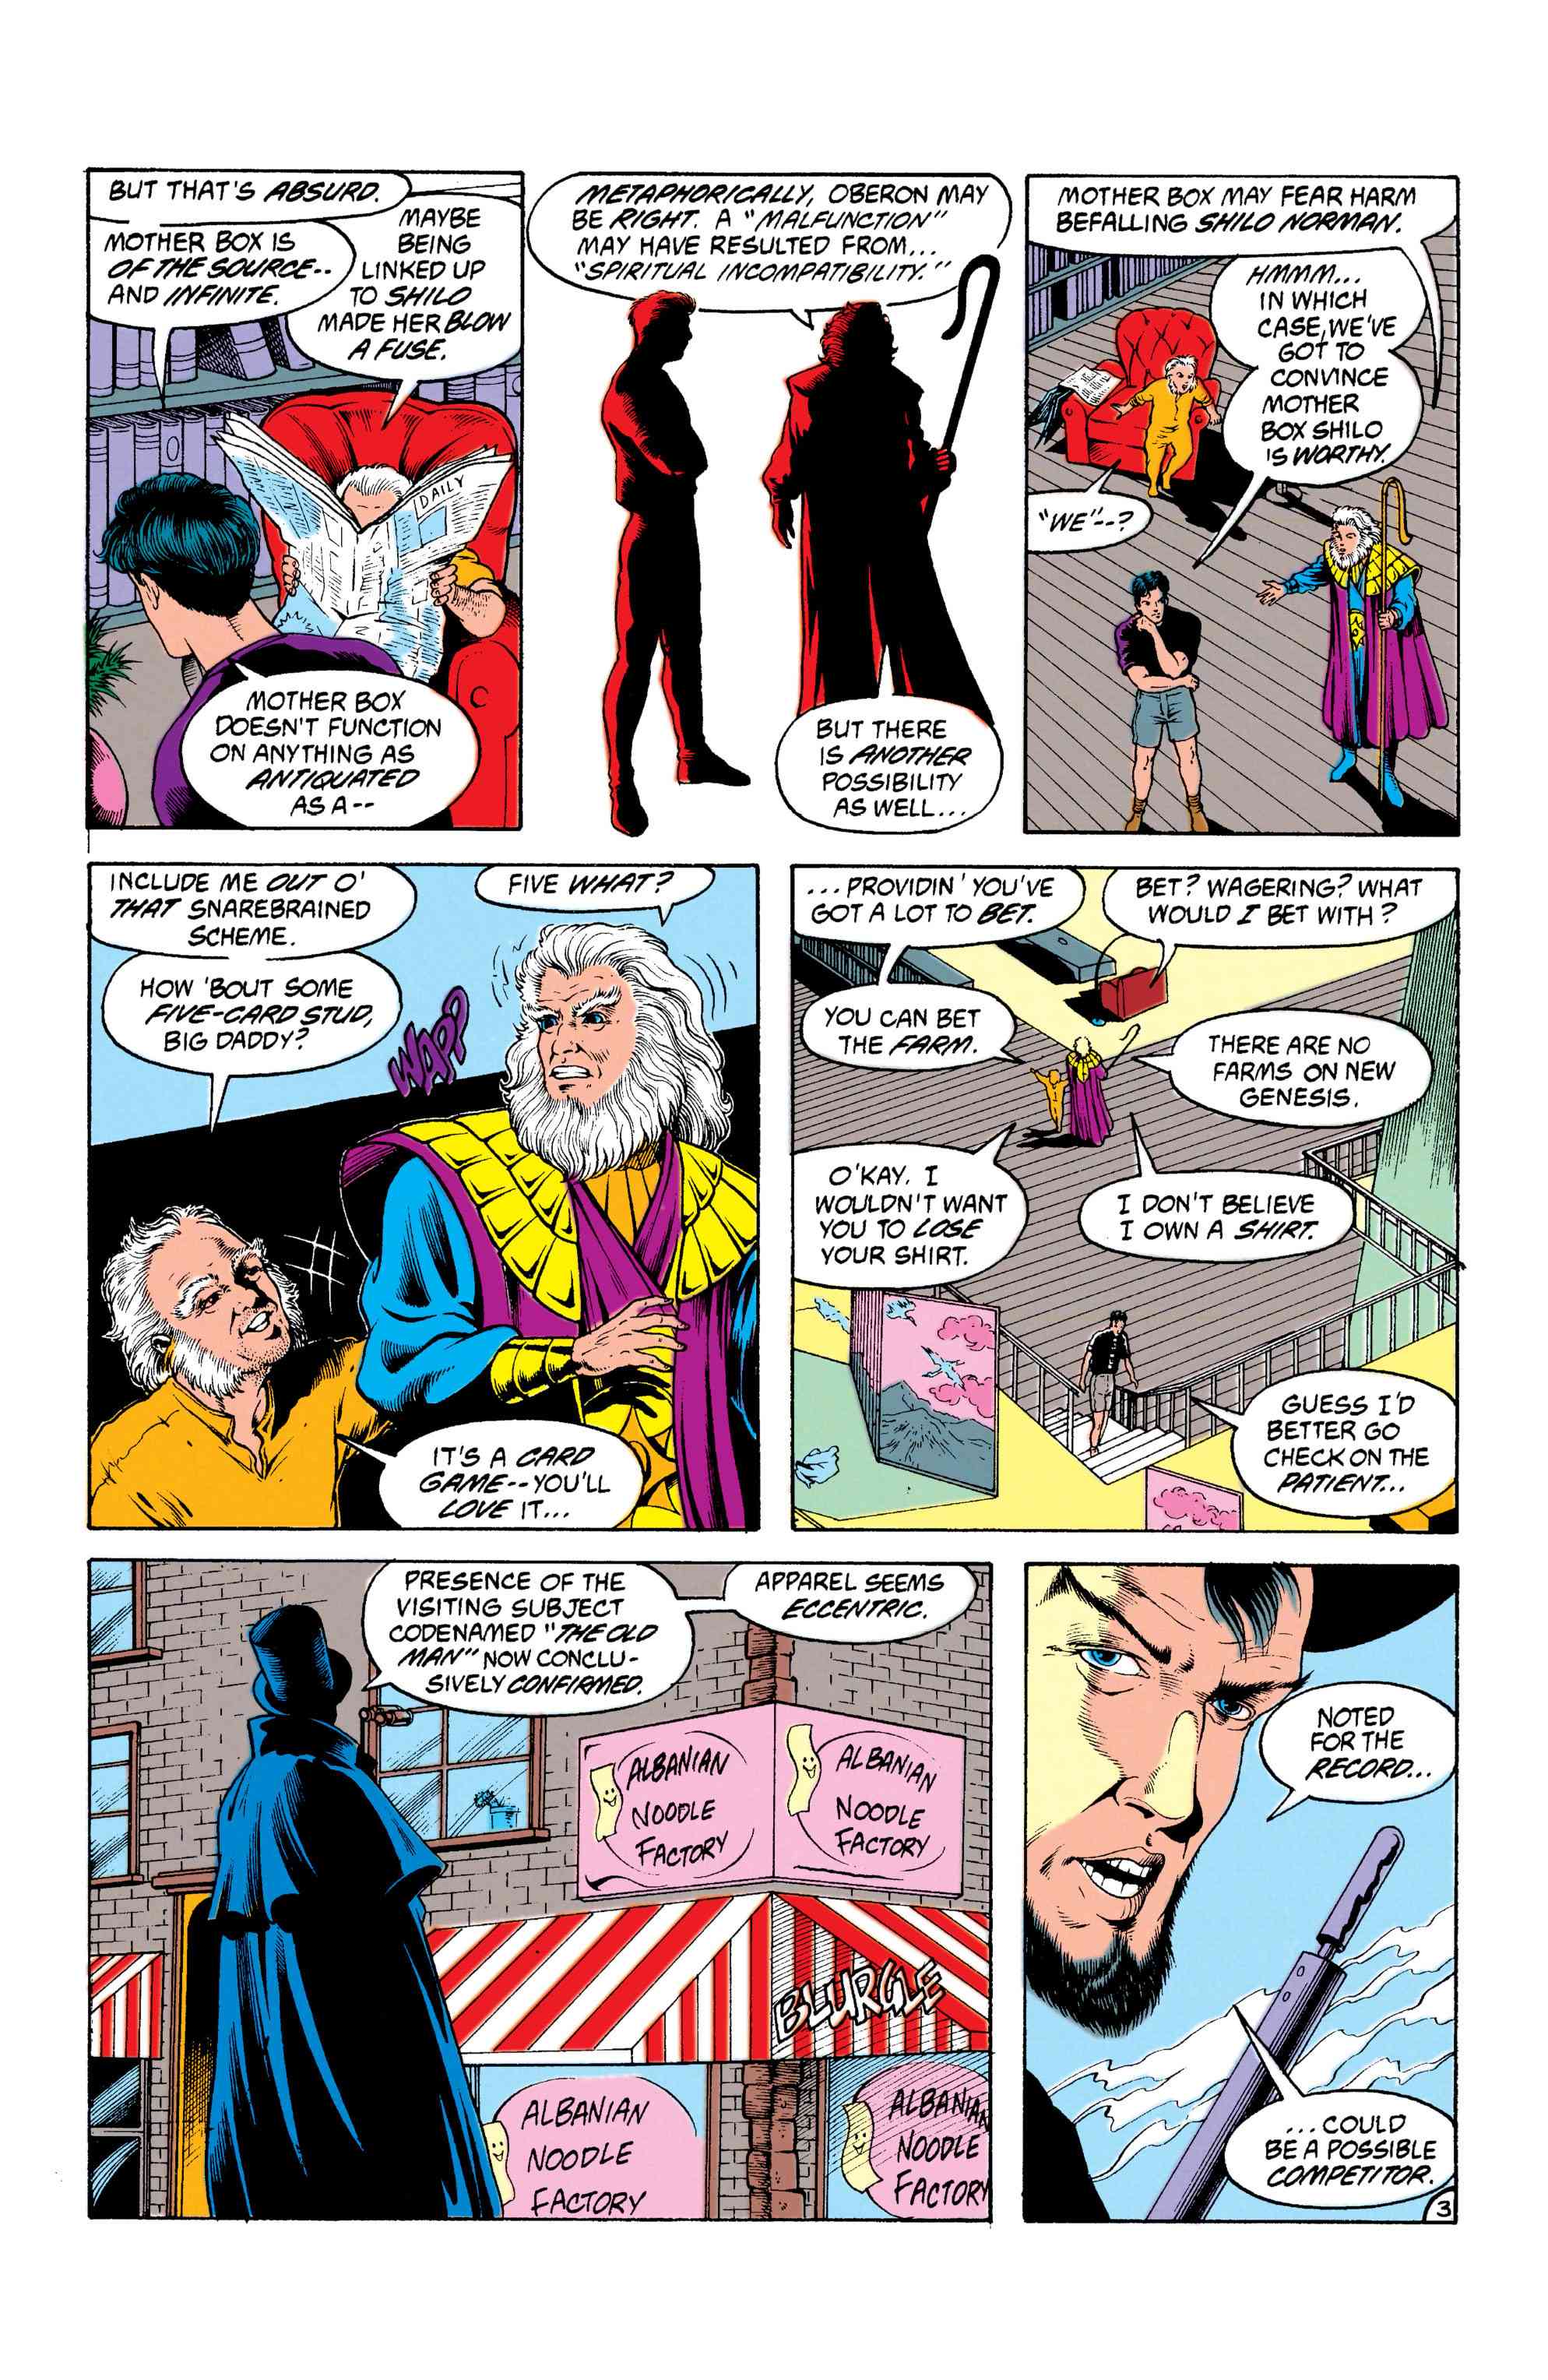 BUT THAT'S ABSURD.
MOTHER BOX IS
OF THE SOURCE--
AND INFINITE.
MAYBE
BEING
LINKED UP
TO SHILO
MADE HER BLOW
A FUSE.
DAILY
MOTHER BOX
DOESN'T FUNCTION
ON ANYTHING AS
ANTIQUATED
AS A--
METAPHORICALLY, OBERON MAY
BE RIGHT. A "MALFUNCTION"
MAY HAVE RESULTED FROM...
"SPIRITUAL INCOMPATIBILITY."
BUT THERE
IS ANOTHER
POSSIBILITY
AS WELL...
MOTHER BOX MAY FEAR HARM
BEFALLING SHILO NORMAN.
HMMM...
IN WHICH
CASE, WE'VE
GOT TO
CONVINCE
MOTHER
BOX SHILO
IS WORTHY.
"WE"--?
INCLUDE ME OUT O'
THAT SNAREBRAINED
SCHEME.
HOW 'BOUT SOME
FIVE-CARD STUD,
BIG DADDY?
WAPP
FIVE WHAT?
IT'S A CARD
GAME--YOU'LL
LOVE IT...
...PROVIDIN' YOU'VE
GOT A LOT TO BET.
BET? WAGERING? WHAT
WOULD I BET WITH?
YOU CAN BET
THE FARM.
THERE ARE NO
FARMS ON NEW
GENESIS.
O'KAY. I
WOULDN'T WANT
YOU TO LOSE
YOUR SHIRT.
I DON'T BELIEVE
I OWN A SHIRT.
GUESS I'D
BETTER GO
CHECK ON THE
PATIENT...
PRESENCE OF THE
VISITING SUBJECT
CODENAMED "THE OLD
MAN" NOW CONCLU-
SIVELY CONFIRMED.
APPAREL SEEMS
ECCENTRIC.
ALBANIAN
NOODLE
FACTORY
ALBANIAN
NOODLE
FACTORY
BLURGLE
ALBANIAN
NOODLE
FACTORY
ALBANIAN
NOODLE
FACTORY
NOTED
FOR THE
RECORD...
...COULD
BE A POSSIBLE
COMPETITOR.
3